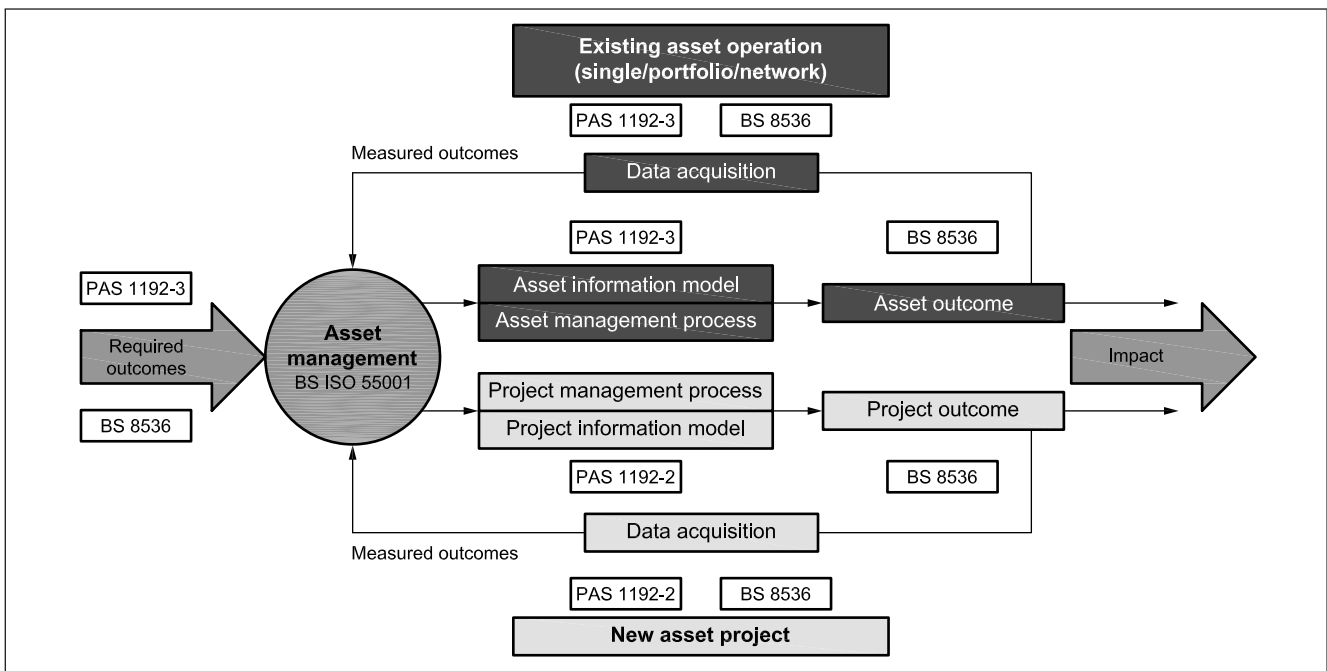 Existing asset operation
(single/portfolio/network)
PAS 1192-3
BS 8536
Measured outcomes
Data acquisition
PAS 1192-3
BS 8536
PAS 1192-3
Asset information model
Asset management process
Asset outcome
Required
outcomes
Asset
management
BS ISO 55001
Impact
Project management process
Project information model
Project outcome
BS 8536
PAS 1192-2
BS 8536
Data acquisition
Measured outcomes
PAS 1192-2
BS 8536
New asset project